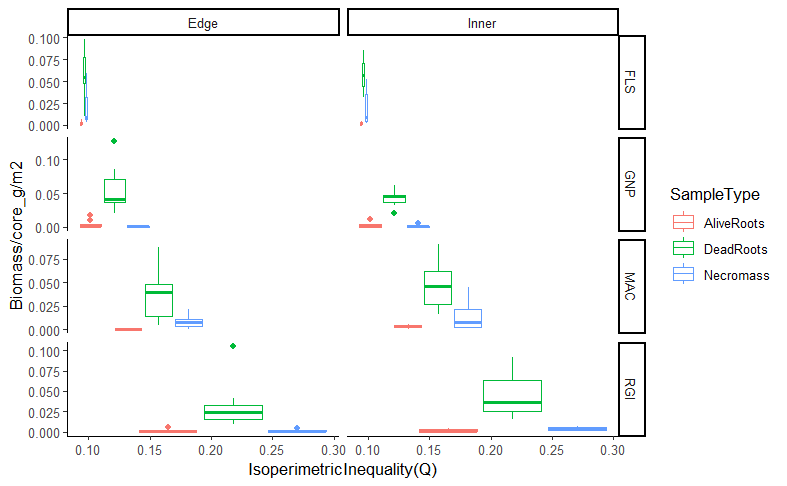 Edge Inner
0.100
0.075
0.050
0.025
0.000
FLS
0.10
0.05
0.00
GNP
0.075
0.050
0.025
0.000
MAC
0.100
0.075
0.050
0.025
0.000
RGI
0.10 0.15 0.20 0.25 0.30 0.10 0.15 0.20 0.25 0.30
IsoperimetricInequality(Q)
Biomass/core_g/m2
SampleType
AliveRoots
DeadRoots
Necromass